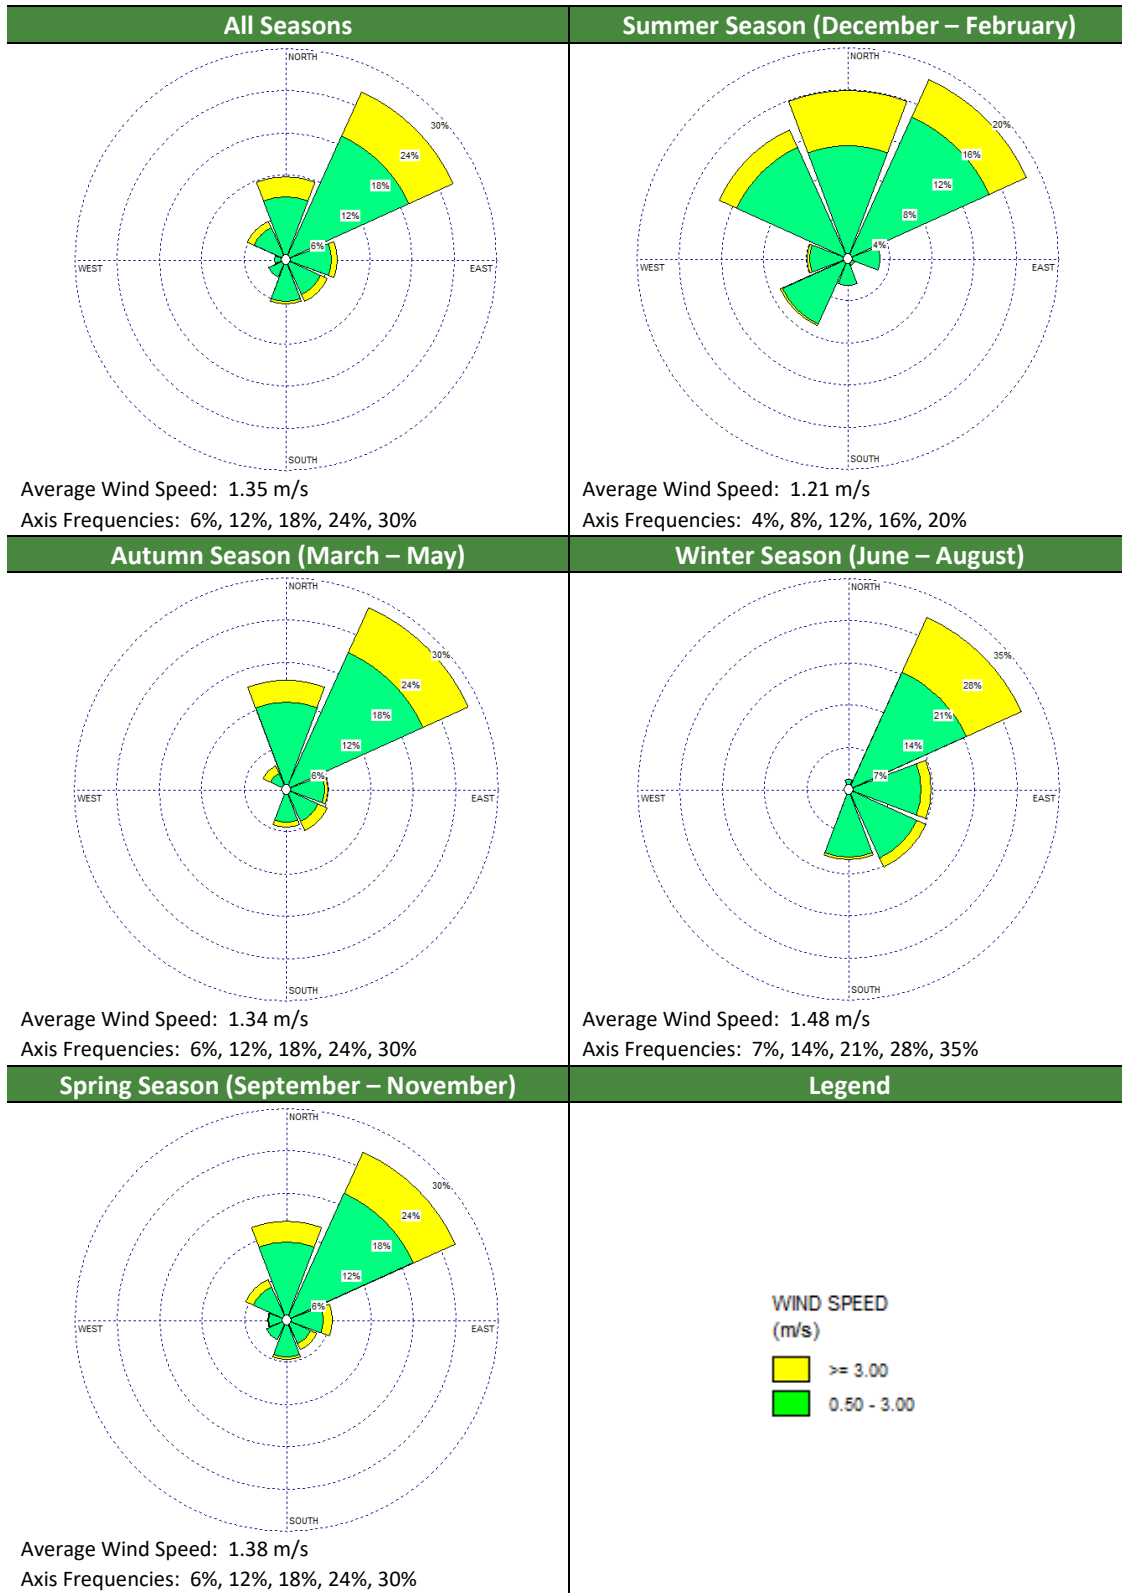 All Seasons
NORTH
30%
24%
18%
12%
6%
WEST
EAST
SOUTH
Average Wind Speed: 1.35 m/s
Axis Frequencies: 6%, 12%, 18%, 24%, 30%
Summer Season (December – February)
NORTH
20%
16%
12%
8%
4%
WEST
EAST
SOUTH
Average Wind Speed: 1.21 m/s
Axis Frequencies: 4%, 8%, 12%, 16%, 20%
Autumn Season (March – May)
NORTH
30%
24%
18%
12%
6%
WEST
EAST
SOUTH
Average Wind Speed: 1.34 m/s
Axis Frequencies: 6%, 12%, 18%, 24%, 30%
Winter Season (June – August)
NORTH
35%
28%
21%
14%
7%
WEST
EAST
SOUTH
Average Wind Speed: 1.48 m/s
Axis Frequencies: 7%, 14%, 21%, 28%, 35%
Spring Season (September – November)
NORTH
30%
24%
18%
12%
6%
WEST
EAST
SOUTH
Average Wind Speed: 1.38 m/s
Axis Frequencies: 6%, 12%, 18%, 24%, 30%
Legend
WIND SPEED
(m/s)
>= 3.00
0.50 - 3.00